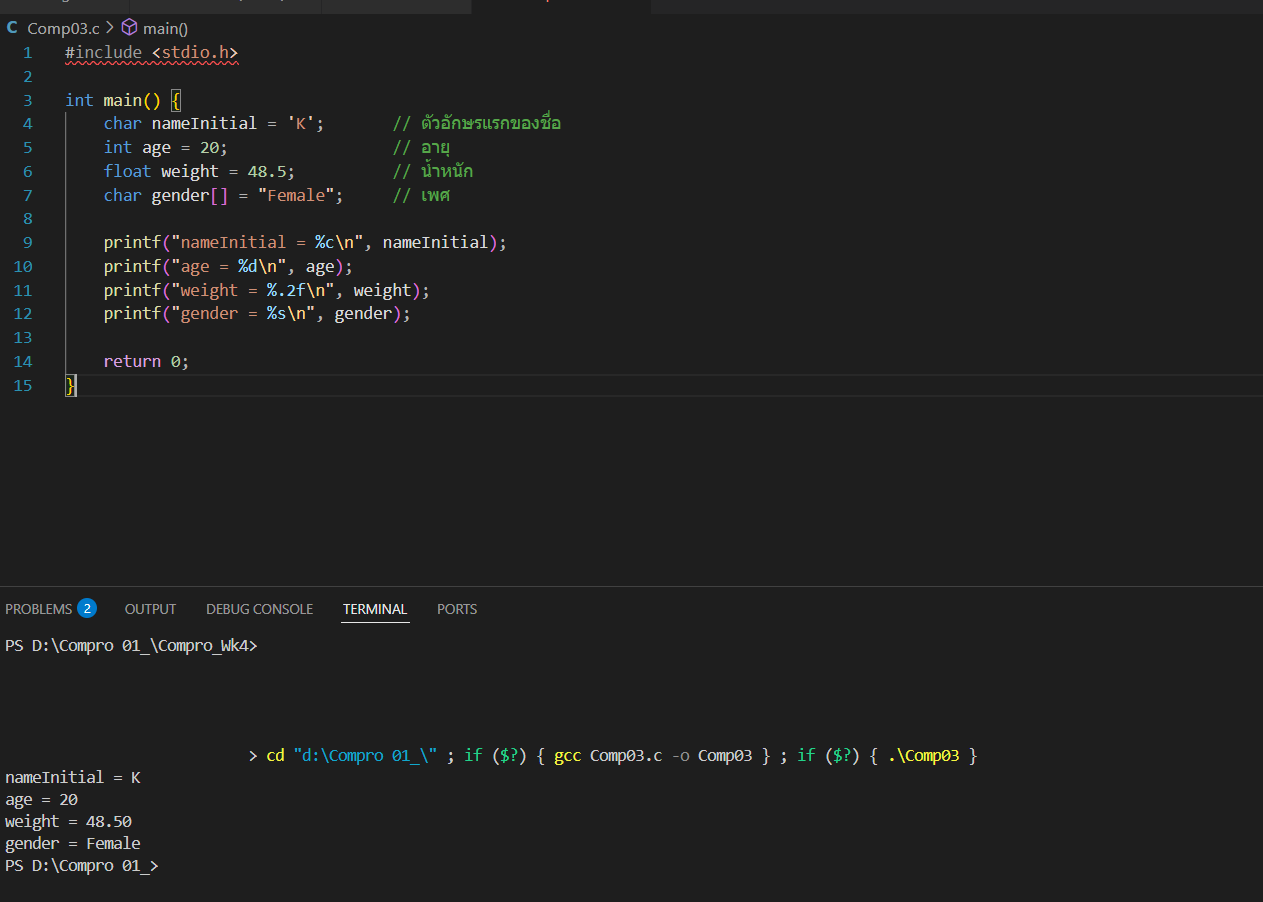 C Comp03.c > main()
1 #include <stdio.h>
2
3 int main() {
4 char nameInitial = 'K'; // ตัวอักษรแรกของชื่อ
5 int age = 20; // อายุ
6 float weight = 48.5; // น้ำหนัก
7 char gender[] = "Female"; // เพศ
8
9 printf("nameInitial = %c\n", nameInitial);
10 printf("age = %d\n", age);
11 printf("weight = %.2f\n", weight);
12 printf("gender = %s\n", gender);
13
14 return 0;
15 }
PROBLEMS 2 OUTPUT DEBUG CONSOLE TERMINAL PORTS
PS D:\Compro 01_\Compro_Wk4>
> cd "d:\Compro 01_\" ; if ($?) { gcc Comp03.c -o Comp03 } ; if ($?) { .\Comp03 }
nameInitial = K
age = 20
weight = 48.50
gender = Female
PS D:\Compro 01_>